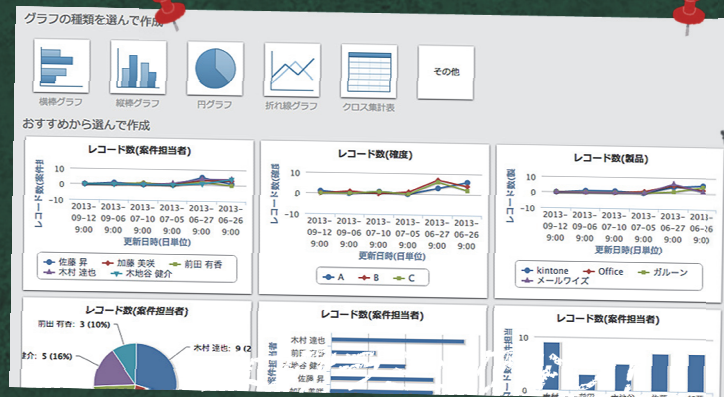 グラフの種類を選んで作成
横棒グラフ
縦棒グラフ
円グラフ
折れ線グラフ
クロス集計表
その他
おすすめから選んで作成
レコード数(案件担当者)
10
0
-10
2013-09-12 9:00
2013-09-06 9:00
2013-07-10 9:00
2013-07-05 9:00
2013-06-27 9:00
2013-06-26 9:00
更新日時(日単位)
佐藤 昇
加藤 美咲
前田 有香
木村 達也
木地谷 健介
レコード数(確度)
10
0
-10
2013-09-12 9:00
2013-09-06 9:00
2013-07-10 9:00
2013-07-05 9:00
2013-06-27 9:00
2013-06-26 9:00
更新日時(日単位)
A
B
C
レコード数(製品)
10
0
-10
2013-09-12 9:00
2013-09-06 9:00
2013-07-10 9:00
2013-07-05 9:00
2013-06-27 9:00
2013-06-26 9:00
更新日時(日単位)
kintone
Office
ガルーン
メールワイズ
レコード数(案件担当者)
前田 有香: 3 (10%)
木村 達也: 9 (2
介: 5 (16%)
レコード数(案件担当者)
木村 達也
佐藤 昇
レコード数(案件担当者)
10
0